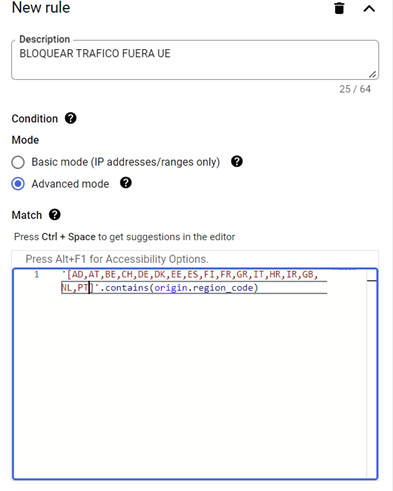 New rule
Description
BLOQUEAR TRAFICO FUERA UE
25 / 64
Condition
Mode
Basic mode (IP addresses/ranges only)
Advanced mode
Match
Press Ctrl + Space to get suggestions in the editor
Press Alt+F1 for Accessibility Options.
1 '[AD,AT,BE,CH,DE,DK,EE,ES,FI,FR,GR,IT,HR,IR,GB,
NL,PT]'.contains(origin.region_code)